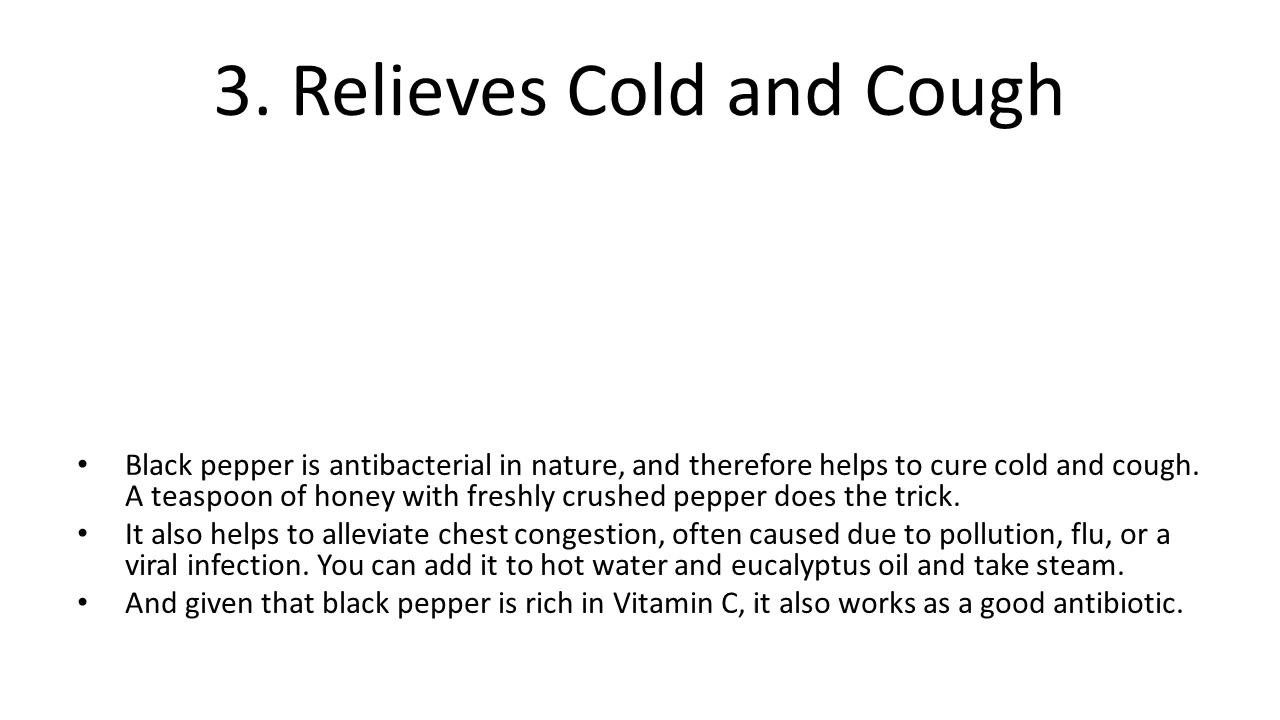 3. Relieves Cold and Cough
• Black pepper is antibacterial in nature, and therefore helps to cure cold and cough.
A teaspoon of honey with freshly crushed pepper does the trick.
• It also helps to alleviate chest congestion, often caused due to pollution, flu, or a
viral infection. You can add it to hot water and eucalyptus oil and take steam.
• And given that black pepper is rich in Vitamin C, it also works as a good antibiotic.